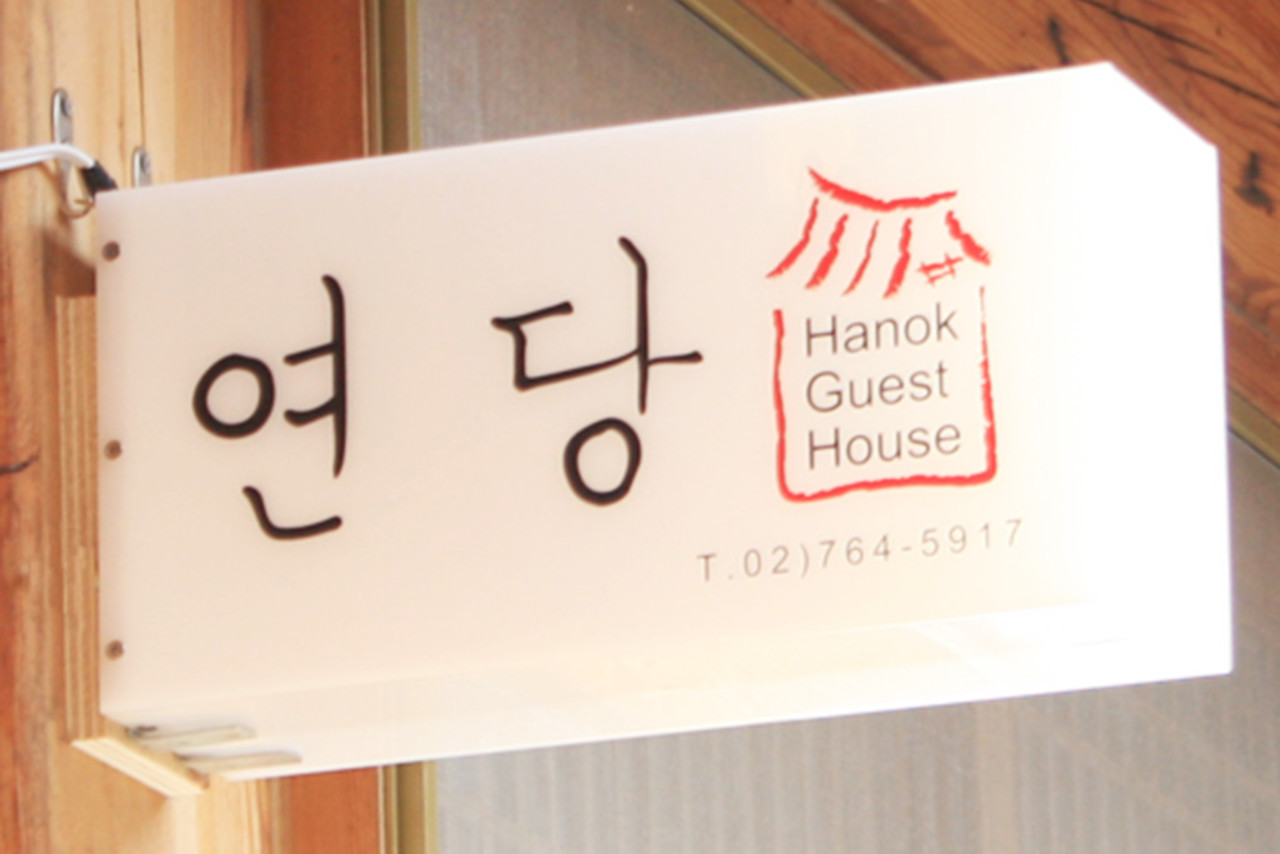 연 당
Hanok
Guest
House
T.02)764-5917